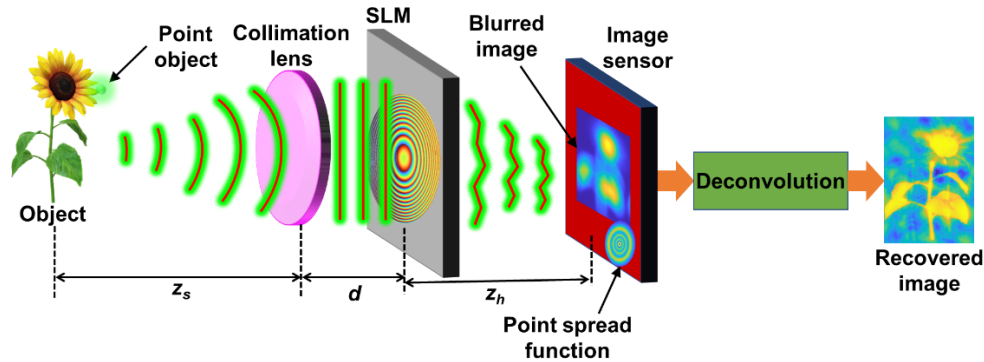 SLM
Point
object
Collimation
lens
Blurred
image
Image
sensor
Deconvolution
Object
Recovered
image
z_s
d
z_h
Point spread
function